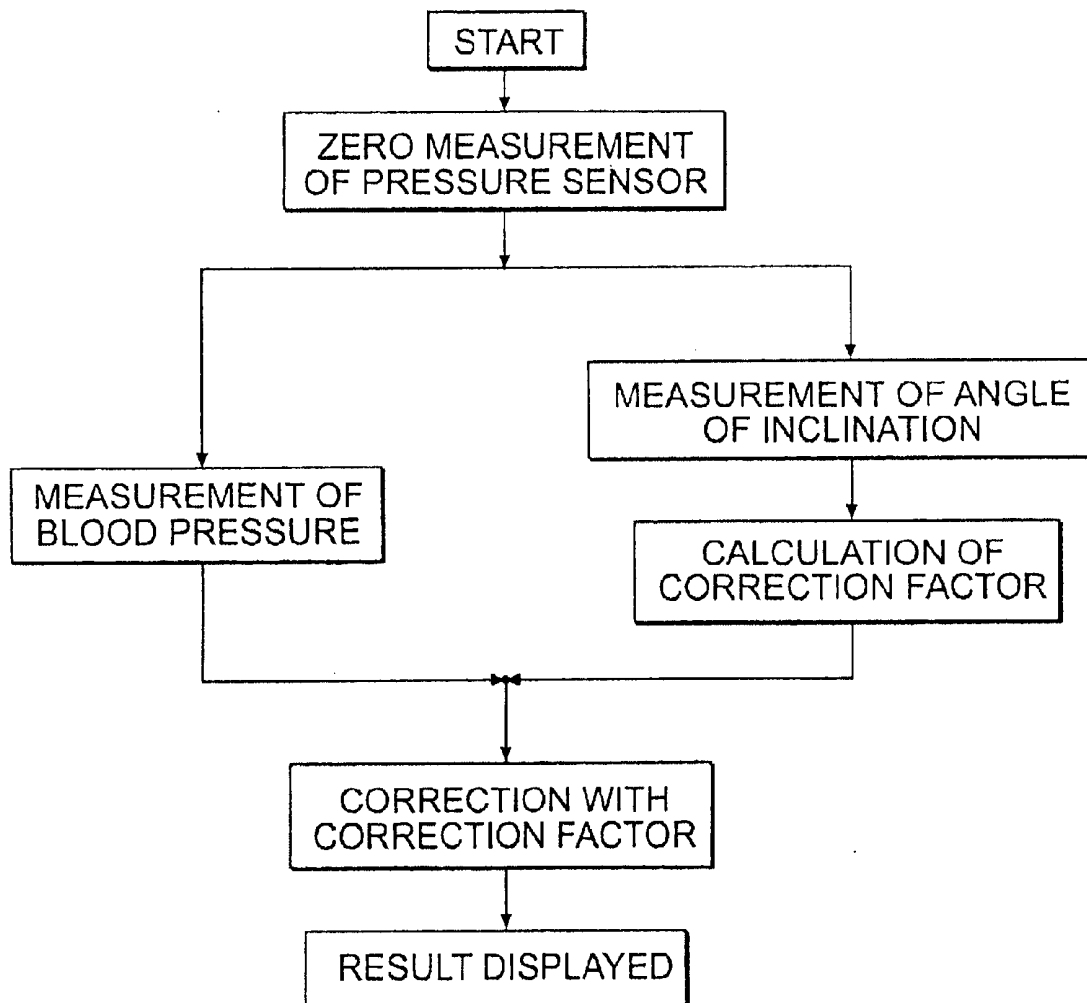 START
ZERO MEASUREMENT
OF PRESSURE SENSOR
MEASUREMENT OF ANGLE
OF INCLINATION
MEASUREMENT OF
BLOOD PRESSURE
CALCULATION OF
CORRECTION FACTOR
CORRECTION WITH
CORRECTION FACTOR
RESULT DISPLAYED